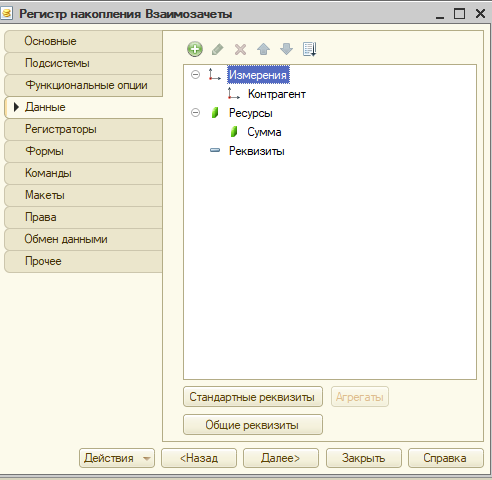 Регистр накопления Взаимозачеты
Основные
Подсистемы
Функциональные опции
Данные
Регистраторы
Формы
Команды
Макеты
Права
Обмен данными
Прочее
Измерения
Контрагент
Ресурсы
Сумма
Реквизиты
Стандартные реквизиты
Агрегаты
Общие реквизиты
Действия
<Назад
Далее>
Закрыть
Справка